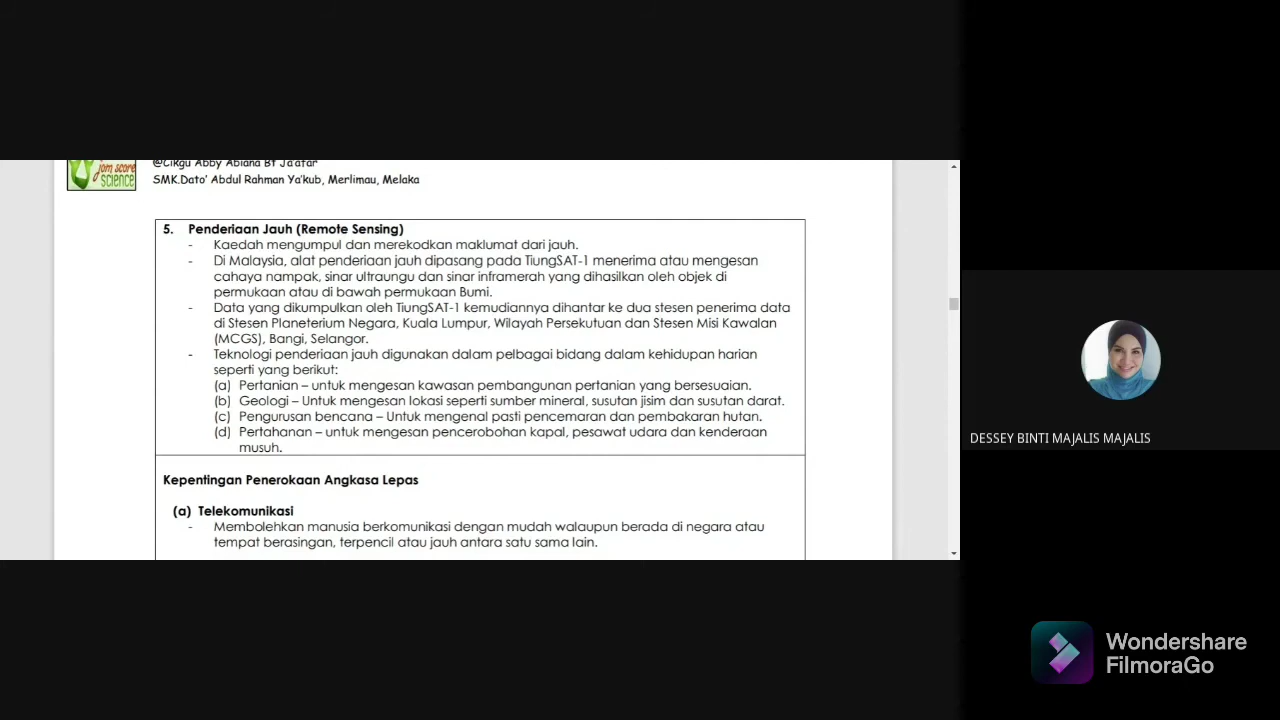 @Cikgu Abby Abiana Bt Ja'afar
jom score
SCIENCE
SMK.Dato' Abdul Rahman Ya'kub, Merlimau, Melaka
5. Penderiaan Jauh (Remote Sensing)
- Kaedah mengumpul dan merekodkan maklumat dari jauh.
- Di Malaysia, alat penderiaan jauh dipasang pada TiungSAT-1 menerima atau mengesan
cahaya nampak, sinar ultraungu dan sinar inframerah yang dihasilkan oleh objek di
permukaan atau di bawah permukaan Bumi.
- Data yang dikumpulkan oleh TiungSAT-1 kemudiannya dihantar ke dua stesen penerima data
di Stesen Planeterium Negara, Kuala Lumpur, Wilayah Persekutuan dan Stesen Misi Kawalan
(MCGS), Bangi, Selangor.
- Teknologi penderiaan jauh digunakan dalam pelbagai bidang dalam kehidupan harian
seperti yang berikut:
(a) Pertanian – untuk mengesan kawasan pembangunan pertanian yang bersesuaian.
(b) Geologi – Untuk mengesan lokasi seperti sumber mineral, susutan jisim dan susutan darat.
(c) Pengurusan bencana – Untuk mengenal pasti pencemaran dan pembakaran hutan.
(d) Pertahanan – untuk mengesan pencerobohan kapal, pesawat udara dan kenderaan
musuh.
Kepentingan Penerokaan Angkasa Lepas
(a) Telekomunikasi
- Membolehkan manusia berkomunikasi dengan mudah walaupun berada di negara atau
tempat berasingan, terpencil atau jauh antara satu sama lain.
DESSEY BINTI MAJALIS MAJALIS
Wondershare
FilmoraGo